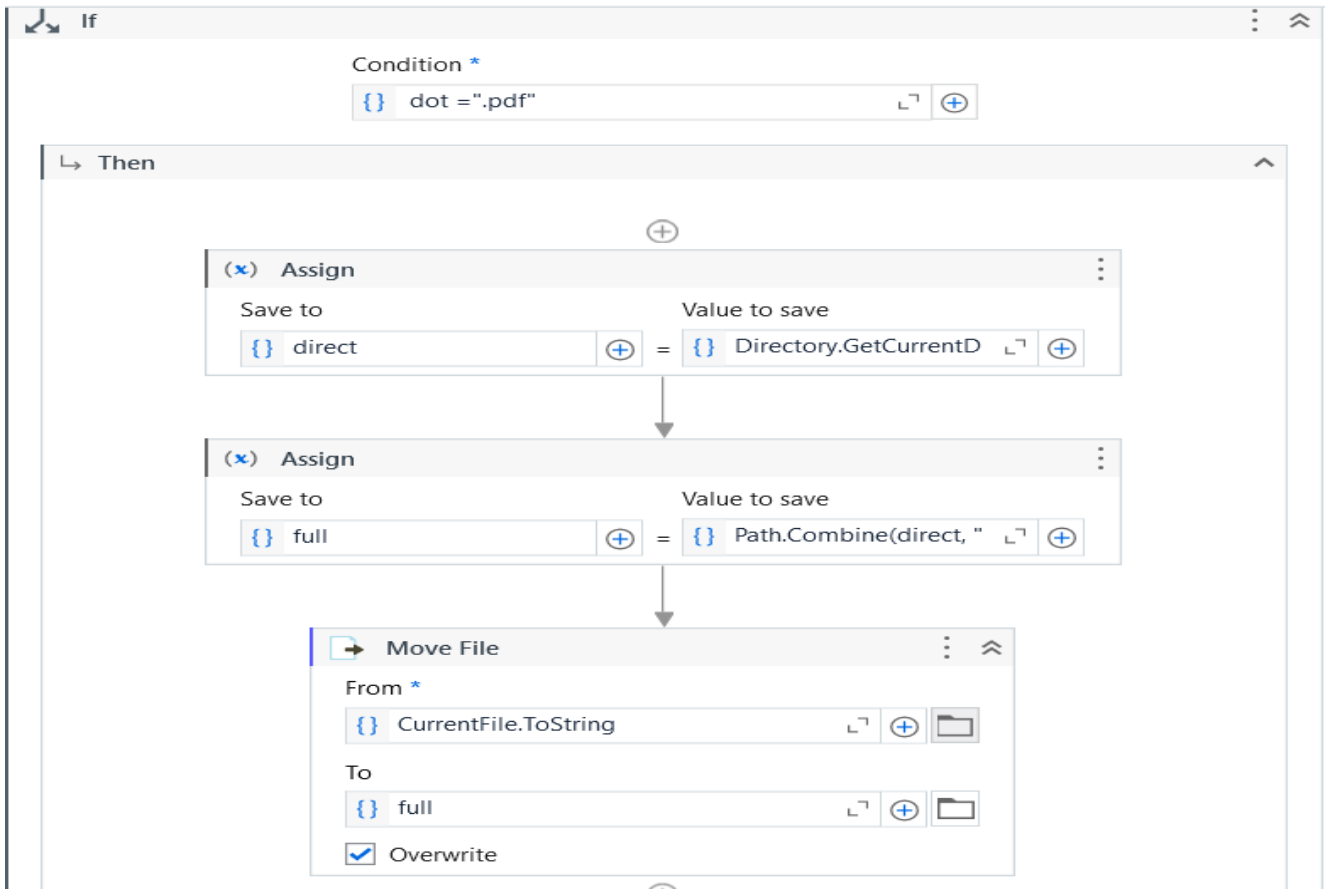 If
Condition *
{} dot =".pdf"
Then
(x) Assign
Save to Value to save
{} direct = {} Directory.GetCurrentD
(x) Assign
Save to Value to save
{} full = {} Path.Combine(direct, "
Move File
From *
{} CurrentFile.ToString
To
{} full
Overwrite